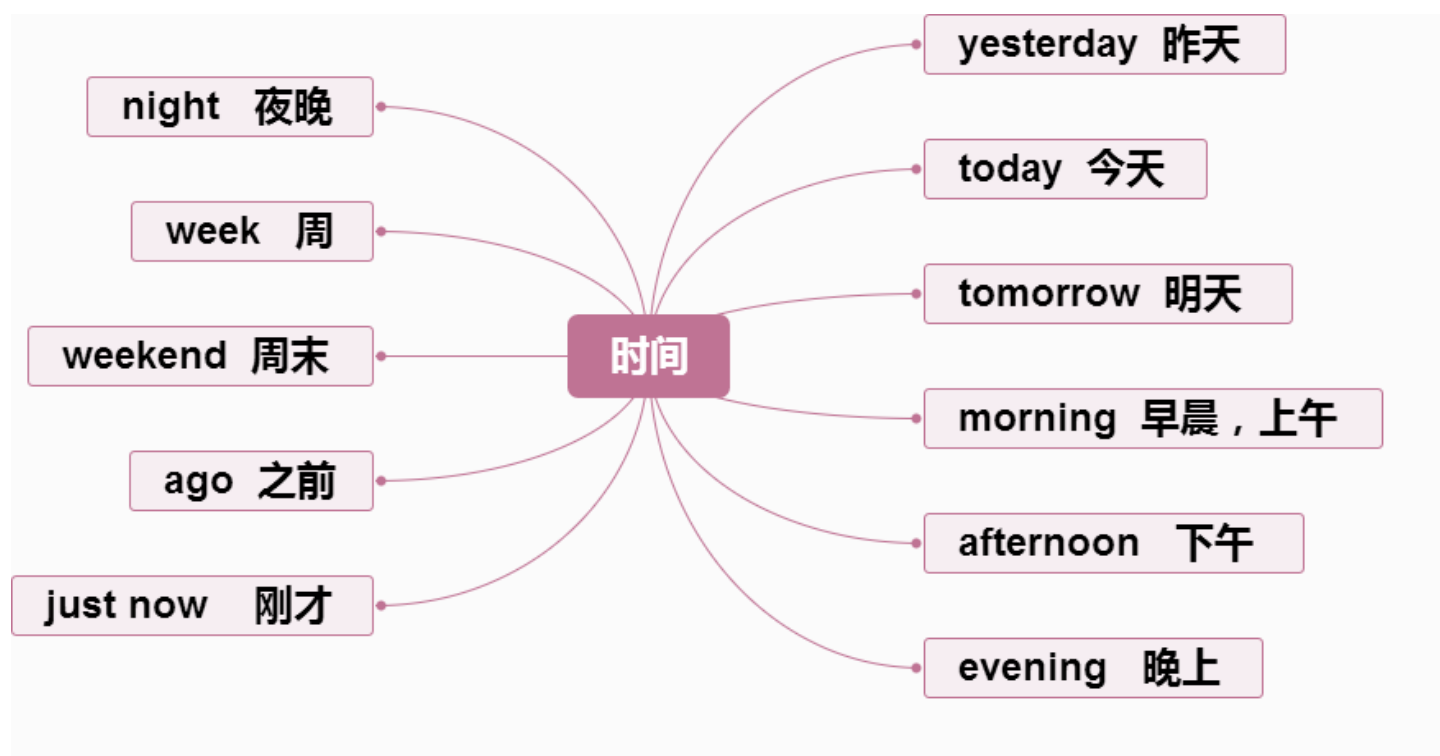 时间
yesterday 昨天
today 今天
tomorrow 明天
morning 早晨，上午
afternoon 下午
evening 晚上
night 夜晚
week 周
weekend 周末
ago 之前
just now 刚才